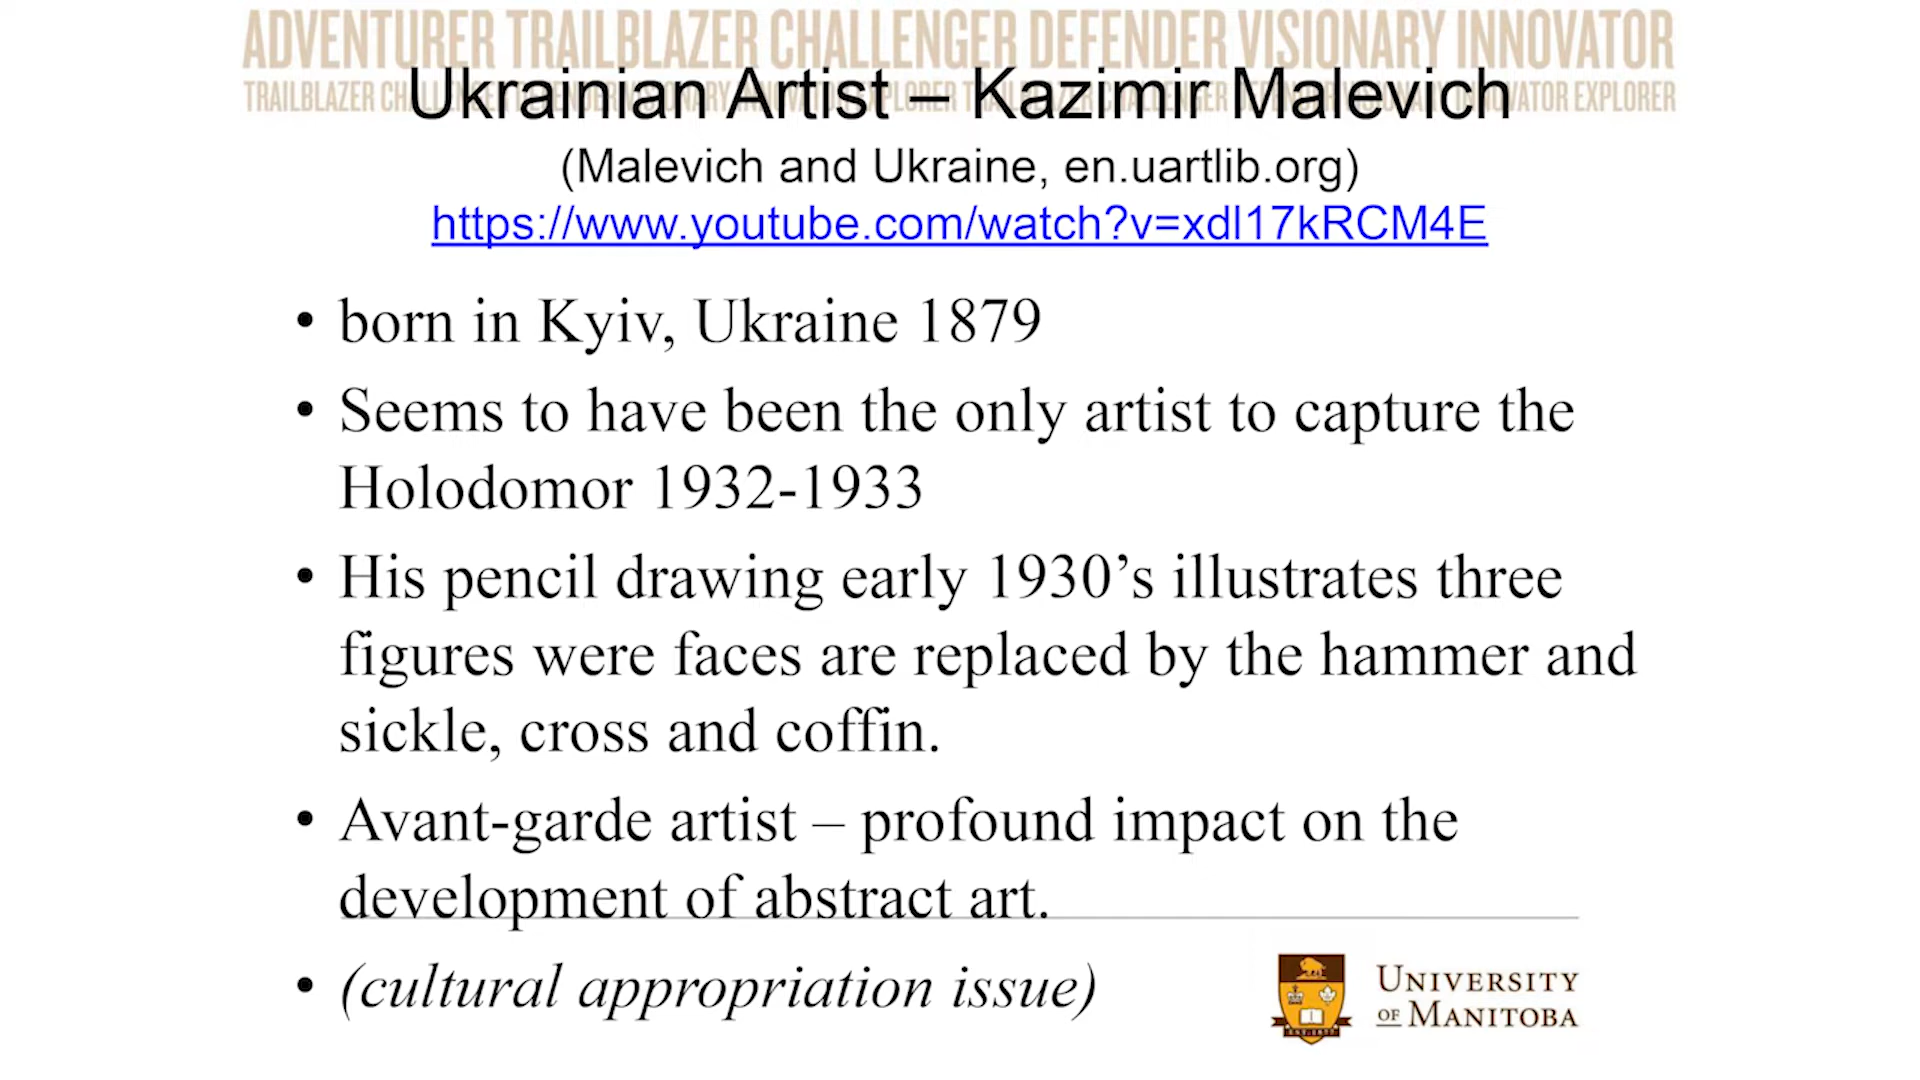 ADVENTURER TRAILBLAZER CHALLENGER DEFENDER VISIONARY INNOVATOR
TRAILBLAZER INNOVATOR EXPLORER
Ukrainian Artist – Kazimir Malevich
(Malevich and Ukraine, en.uartlib.org)
https://www.youtube.com/watch?v=xdl17kRCM4E
• born in Kyiv, Ukraine 1879
• Seems to have been the only artist to capture the
Holodomor 1932-1933
• His pencil drawing early 1930’s illustrates three
figures were faces are replaced by the hammer and
sickle, cross and coffin.
• Avant-garde artist – profound impact on the
development of abstract art.
• (cultural appropriation issue)
UNIVERSITY
OF MANITOBA